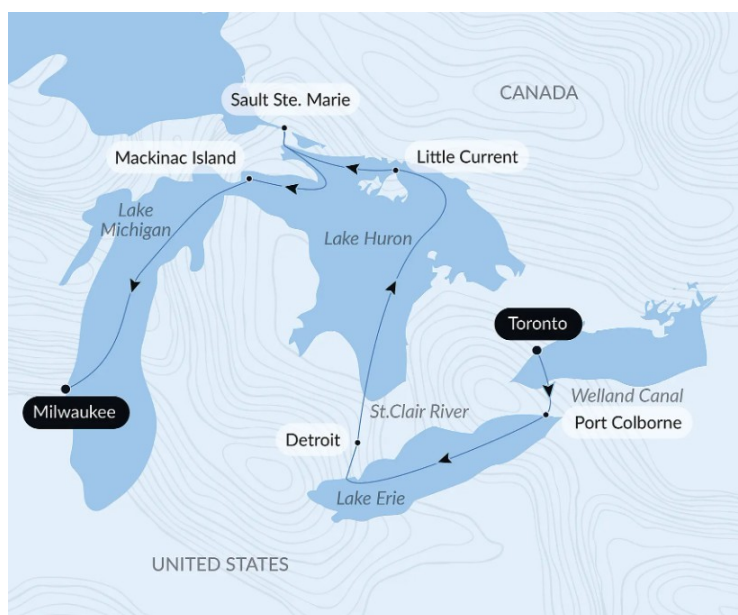 CANADA
Sault Ste. Marie
Mackinac Island
Little Current
Lake
Michigan
Lake Huron
Toronto
Milwaukee
Welland Canal
St.Clair River
Port Colborne
Detroit
Lake Erie
UNITED STATES